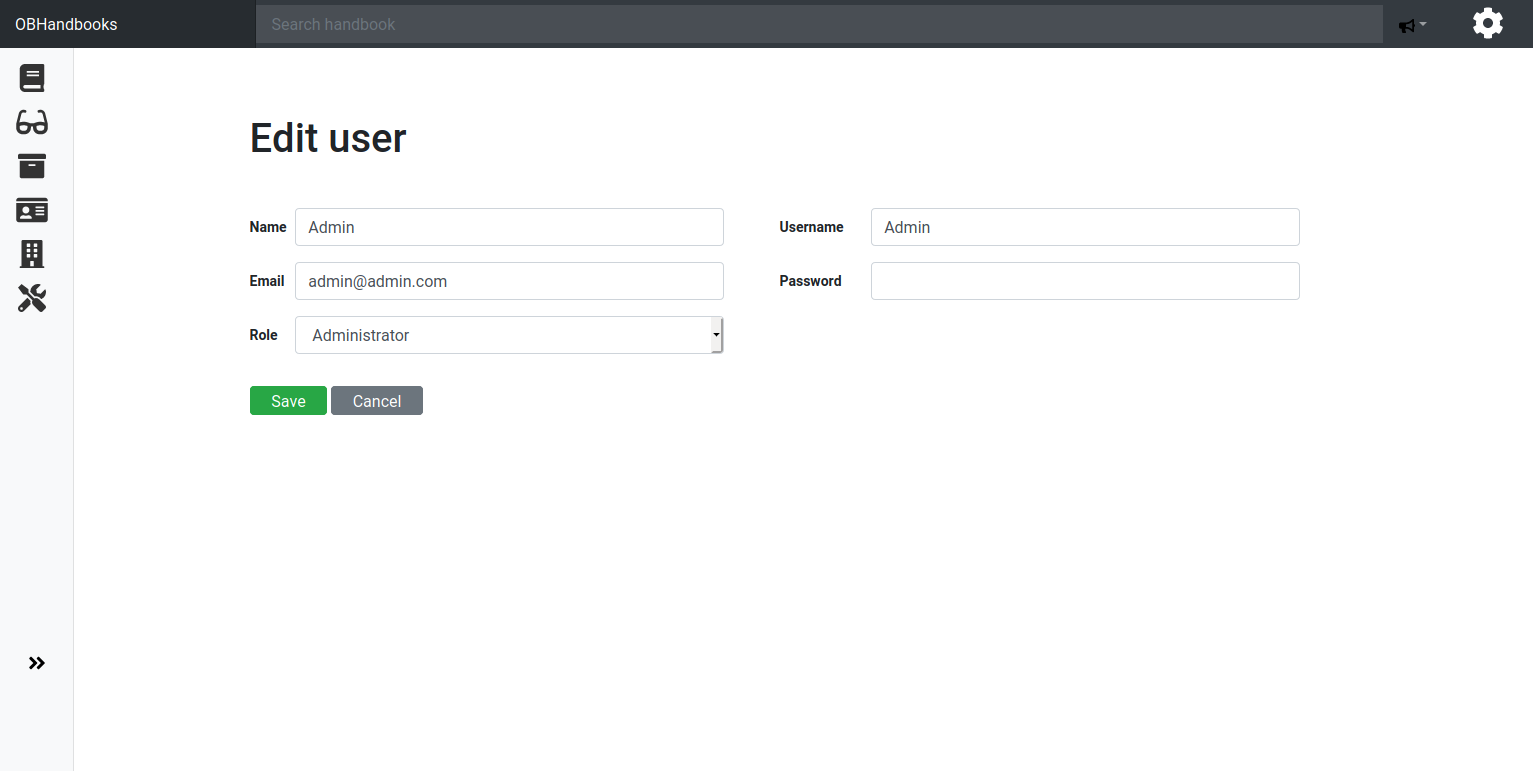 OBHandbooks Search handbook
Edit user
Name Admin Username Admin
Email admin@admin.com Password
Role Administrator
Save Cancel